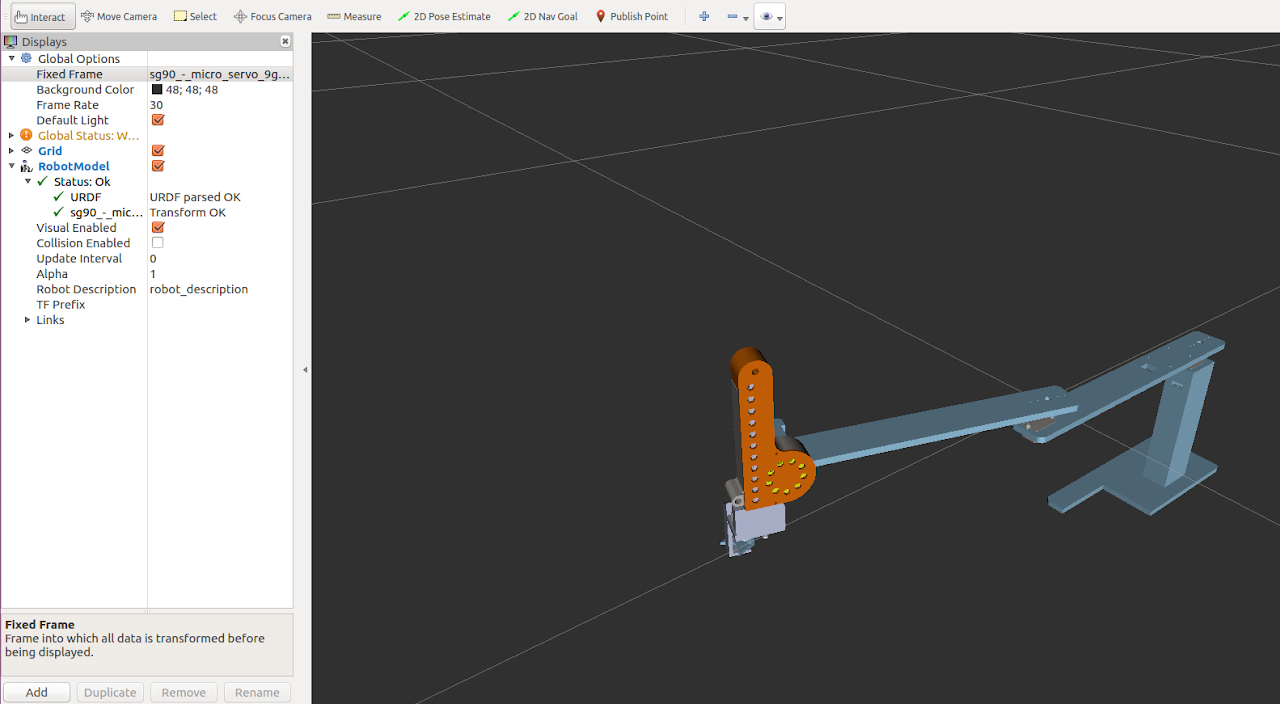 Interact Move Camera Select Focus Camera Measure 2D Pose Estimate 2D Nav Goal Publish Point
Displays
Global Options
Fixed Frame sg90_-_micro_servo_9g...
Background Color 48; 48; 48
Frame Rate 30
Default Light
Global Status: W...
Grid
RobotModel
Status: Ok
URDF URDF parsed OK
sg90_-_mic... Transform OK
Visual Enabled
Collision Enabled
Update Interval 0
Alpha 1
Robot Description robot_description
TF Prefix
Links
Fixed Frame
Frame into which all data is transformed before
being displayed.
Add Duplicate Remove Rename